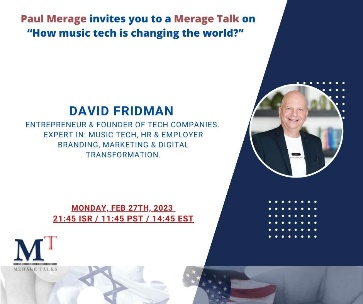 Paul Merage invites you to a Merage Talk on
“How music tech is changing the world?”
DAVID FRIDMAN
ENTREPRENEUR & FOUNDER OF TECH COMPANIES.
EXPERT IN: MUSIC TECH, HR & EMPLOYER
BRANDING, MARKETING & DIGITAL
TRANSFORMATION.
MONDAY, FEB 27TH, 2023
21:45 ISR / 11:45 PST / 14:45 EST
MT
MERAGE TALKS